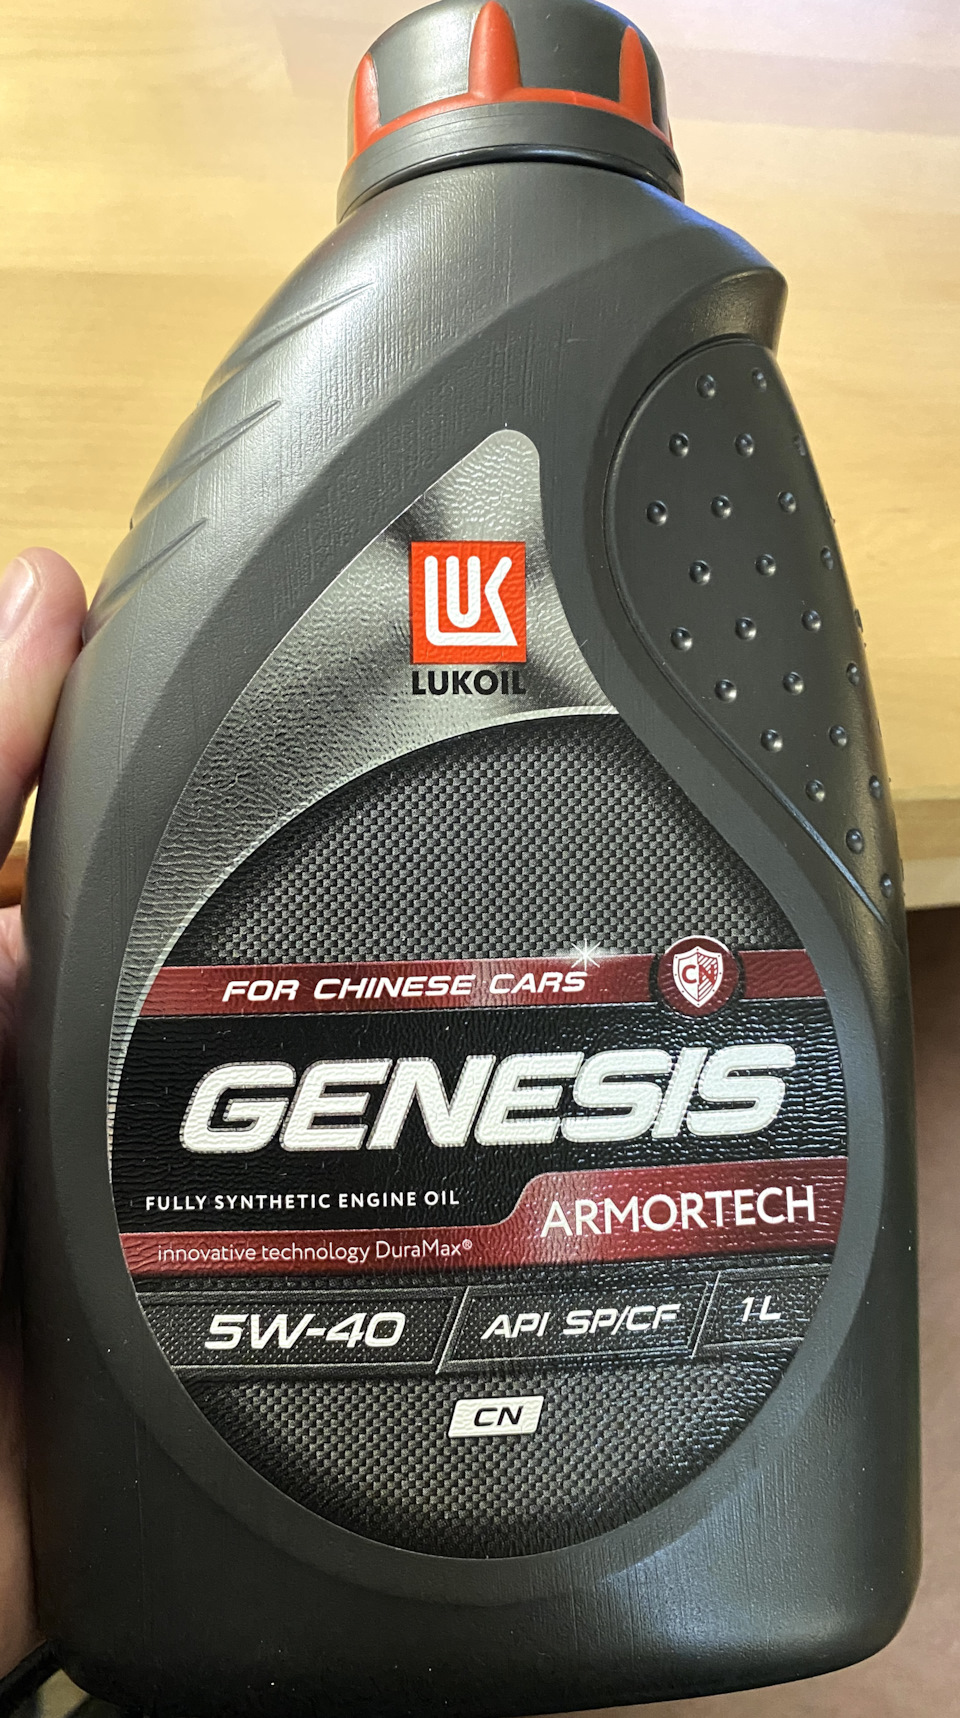 LUK
LUKOIL
FOR CHINESE CARS
CN
GENESIS
FULLY SYNTHETIC ENGINE OIL
ARMORTECH
innovative technology DuraMax®
5W-40 API SP/CF 1L
CN